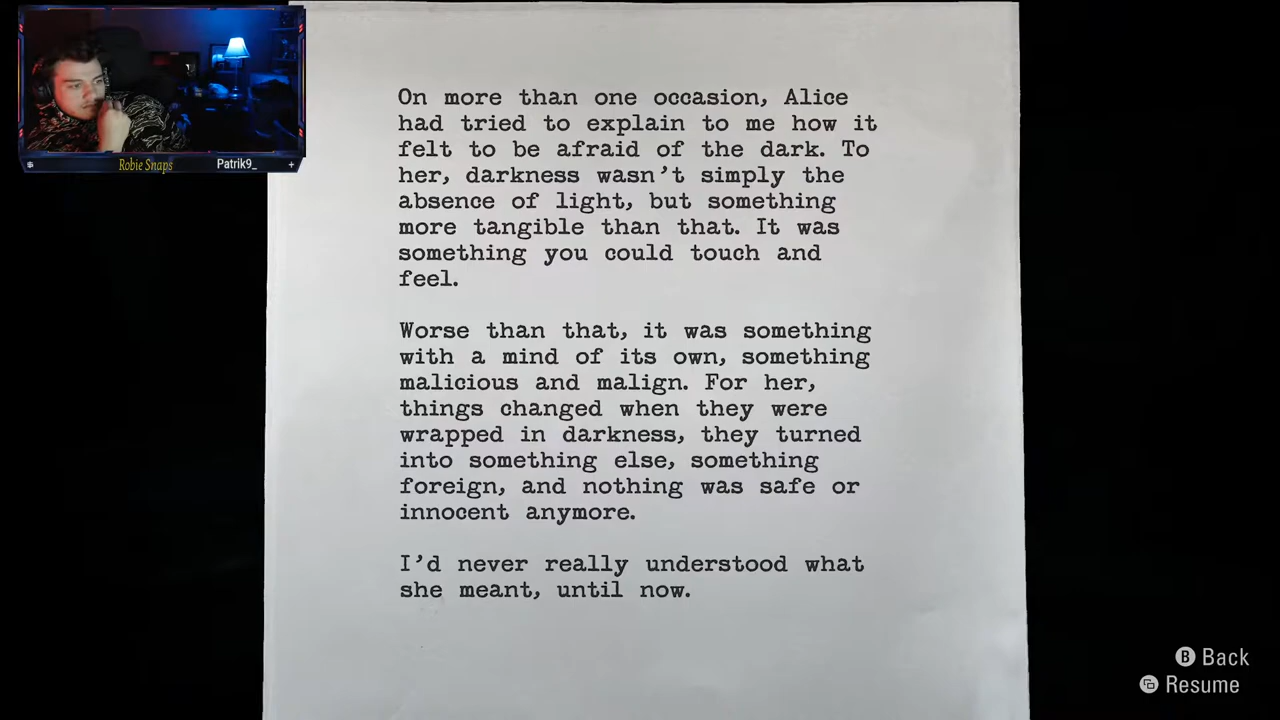 On more than one occasion, Alice
had tried to explain to me how it
felt to be afraid of the dark. To
her, darkness wasn't simply the
absence of light, but something
more tangible than that. It was
something you could touch and
feel.
Worse than that, it was something
with a mind of its own, something
malicious and malign. For her,
things changed when they were
wrapped in darkness, they turned
into something else, something
foreign, and nothing was safe or
innocent anymore.
I'd never really understood what
she meant, until now.
Robie Snaps
Patrik9_
B Back
Resume